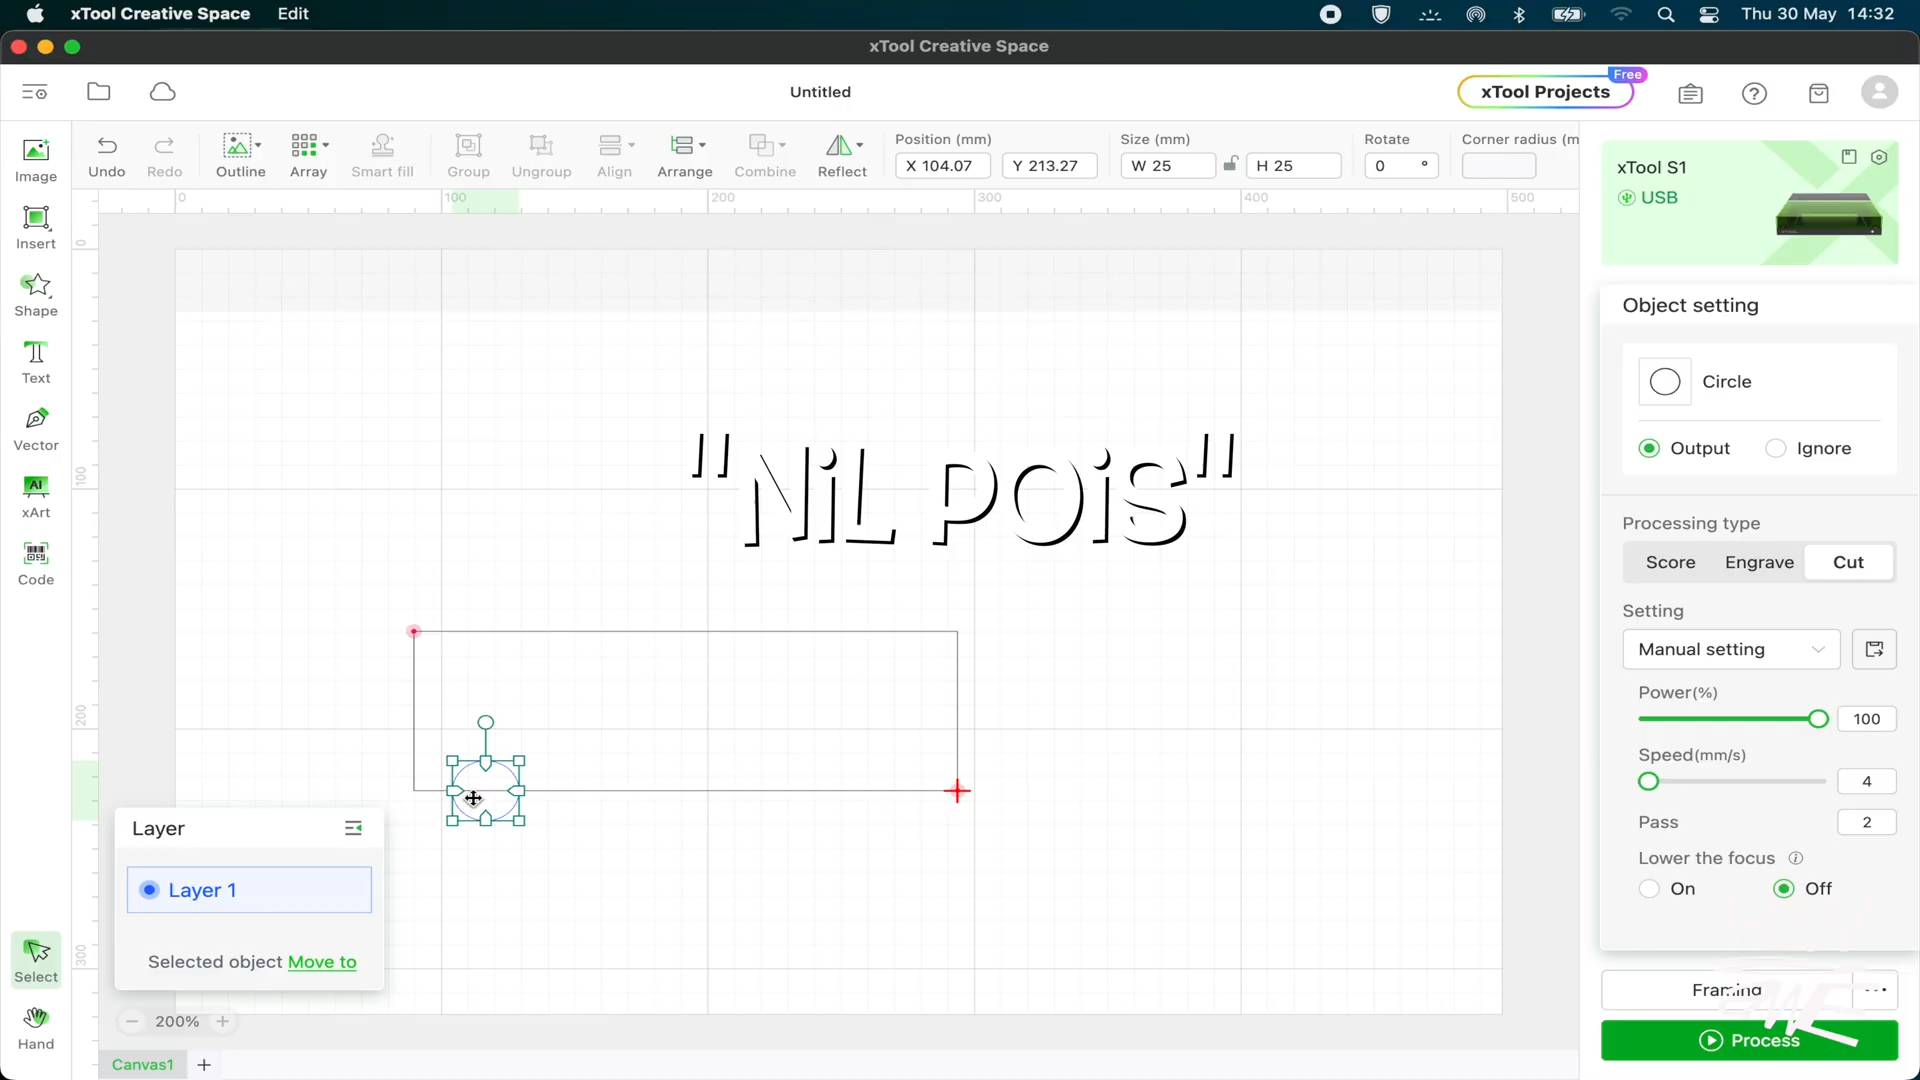 xTool Creative Space Edit
Thu 30 May 14:32
xTool Creative Space
Untitled
Free
xTool Projects
Image
Insert
Shape
Text
Vector
AI
xArt
Code
Select
Hand
Undo
Redo
Outline
Array
Smart fill
Group
Ungroup
Align
Arrange
Combine
Reflect
Position (mm)
X 104.07
Y 213.27
Size (mm)
W 25
H 25
Rotate
0 °
Corner radius (m
0
100
200
300
400
500
0
100
200
300
"NiL POiS"
Layer
Layer 1
Selected object Move to
200%
Canvas1
xTool S1
USB
Object setting
Circle
Output
Ignore
Processing type
Score
Engrave
Cut
Setting
Manual setting
Power(%)
100
Speed(mm/s)
4
Pass
2
Lower the focus
On
Off
Framing
Process